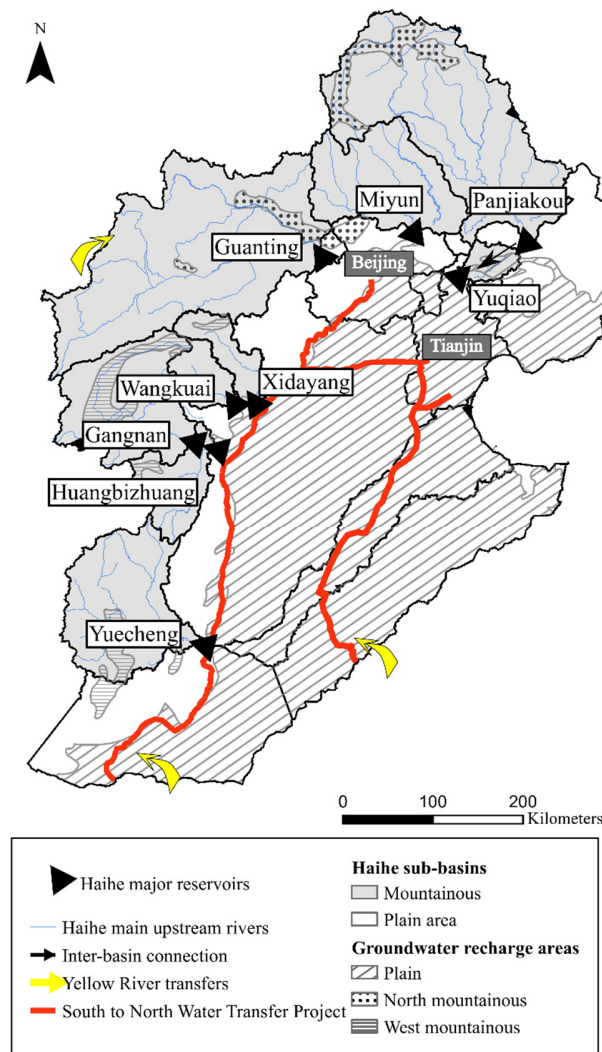 N
Miyun
Panjiakou
Guanting
Beijing
Yuqiao
Tianjin
Wangkuai
Xidayang
Gangnan
Huangbizhuang
Yuecheng
0 100 200
Kilometers
Haihe major reservoirs
Haihe main upstream rivers
Inter-basin connection
Yellow River transfers
South to North Water Transfer Project
Haihe sub-basins
Mountainous
Plain area
Groundwater recharge areas
Plain
North mountainous
West mountainous